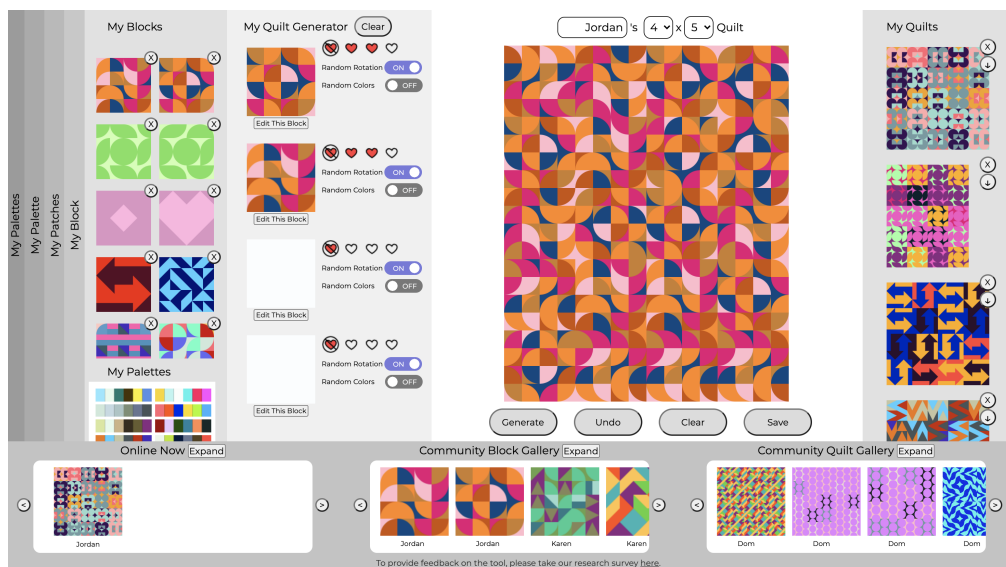 My Palettes
My Palette
My Patches
My Block
My Blocks
X
X
X
X
X
X
X
X
X
X
My Palettes
My Quilt Generator Clear
Random Rotation ON
Random Colors OFF
Edit This Block
Random Rotation ON
Random Colors OFF
Edit This Block
Random Rotation ON
Random Colors OFF
Edit This Block
Random Rotation ON
Random Colors OFF
Edit This Block
Jordan 's 4 x 5 Quilt
Generate Undo Clear Save
My Quilts
X
X
X
X
Online Now Expand
< >
Jordan
Community Block Gallery Expand
< >
Jordan Jordan Karen Karen
Community Quilt Gallery Expand
< >
Dom Dom Dom Dom
To provide feedback on the tool, please take our research survey here.